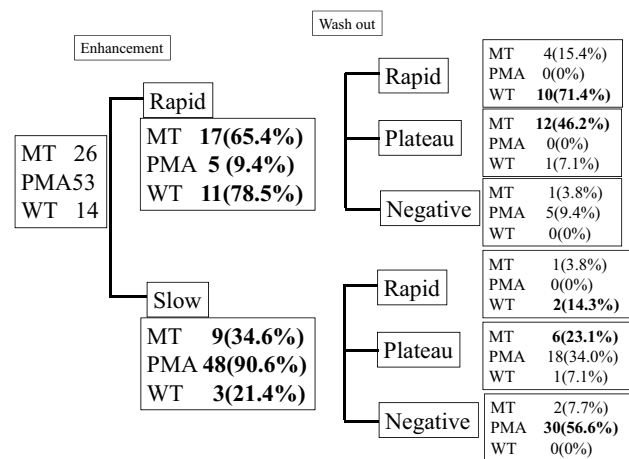 Enhancement
Wash out
MT 26
PMA53
WT 14
Rapid
MT 17(65.4%)
PMA 5 (9.4%)
WT 11(78.5%)
Rapid
MT 4(15.4%)
PMA 0(0%)
WT 10(71.4%)
Plateau
MT 12(46.2%)
PMA 0(0%)
WT 1(7.1%)
Negative
MT 1(3.8%)
PMA 5(9.4%)
WT 0(0%)
Slow
MT 9(34.6%)
PMA 48(90.6%)
WT 3(21.4%)
Rapid
MT 1(3.8%)
PMA 0(0%)
WT 2(14.3%)
Plateau
MT 6(23.1%)
PMA 18(34.0%)
WT 1(7.1%)
Negative
MT 2(7.7%)
PMA 30(56.6%)
WT 0(0%)